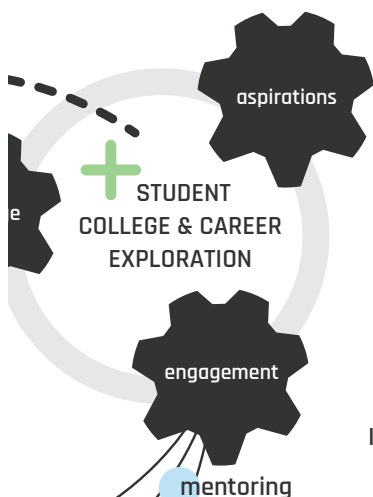 aspirations
STUDENT
COLLEGE & CAREER
EXPLORATION
engagement
mentoring